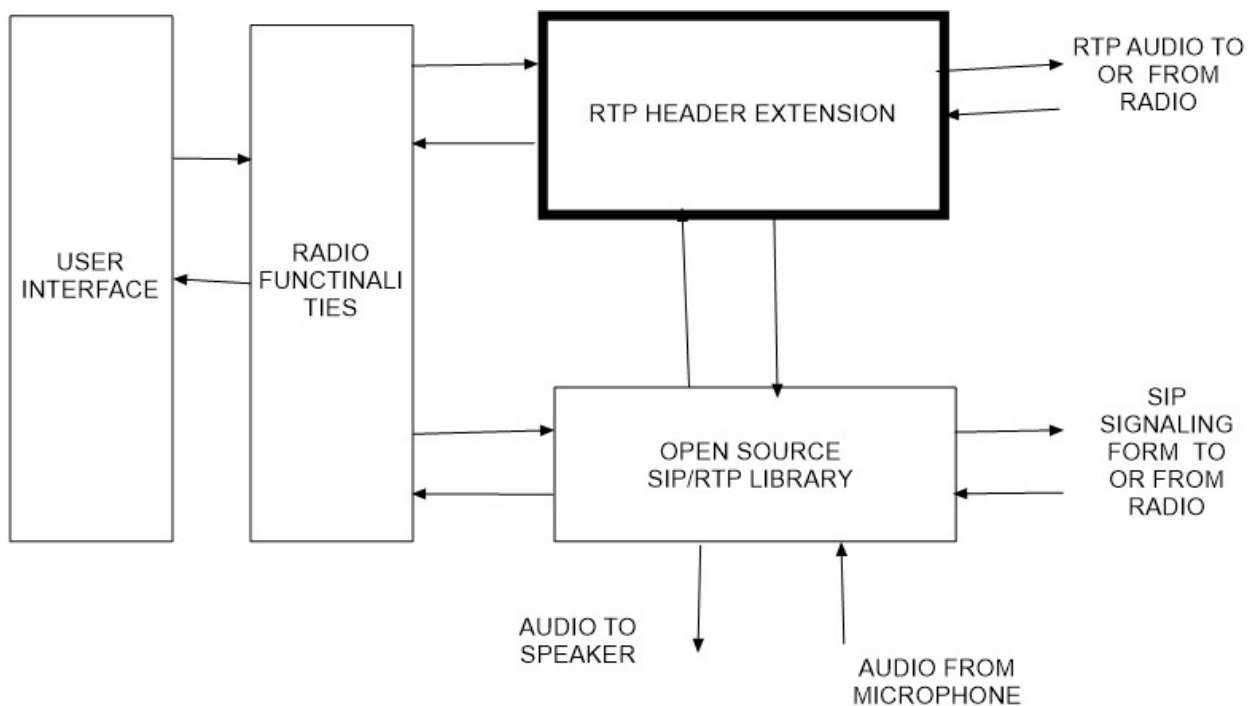 USER
INTERFACE
RADIO
FUNCTINALI
TIES
RTP HEADER EXTENSION
RTP AUDIO TO
OR FROM
RADIO
OPEN SOURCE
SIP/RTP LIBRARY
SIP
SIGNALING
FORM TO
OR FROM
RADIO
AUDIO TO
SPEAKER
AUDIO FROM
MICROPHONE